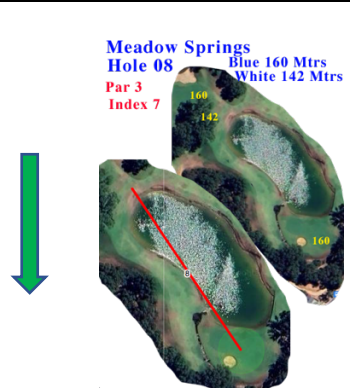 Meadow Springs
Hole 08
Blue 160 Mtrs
White 142 Mtrs
Par 3
Index 7
160
142
160
8